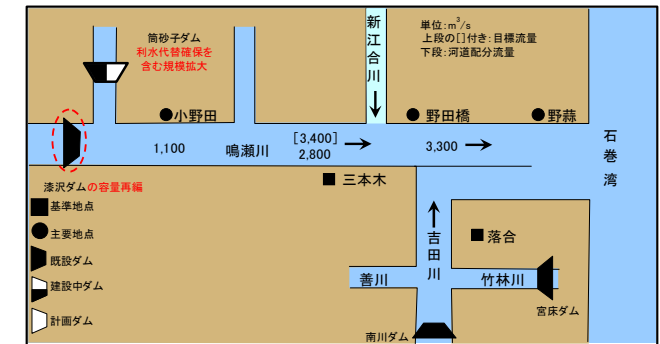 筒砂子ダム
利水代替確保を
含む規模拡大
新江合川
単位:m³/s
上段の[]付き:目標流量
下段:河道配分流量
小野田
野田橋
野蒜
石巻湾
1,100
鳴瀬川
[3,400]
2,800
3,300
漆沢ダムの容量再編
三本木
基準地点
主要地点
既設ダム
建設中ダム
計画ダム
吉田川
落合
善川
竹林川
宮床ダム
南川ダム